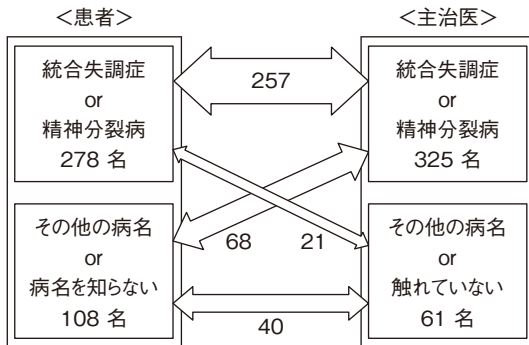 <患者>
<主治医>
統合失調症
or
精神分裂病
278 名
257
統合失調症
or
精神分裂病
325 名
その他の病名
or
病名を知らない
108 名
68
21
40
その他の病名
or
触れていない
61 名